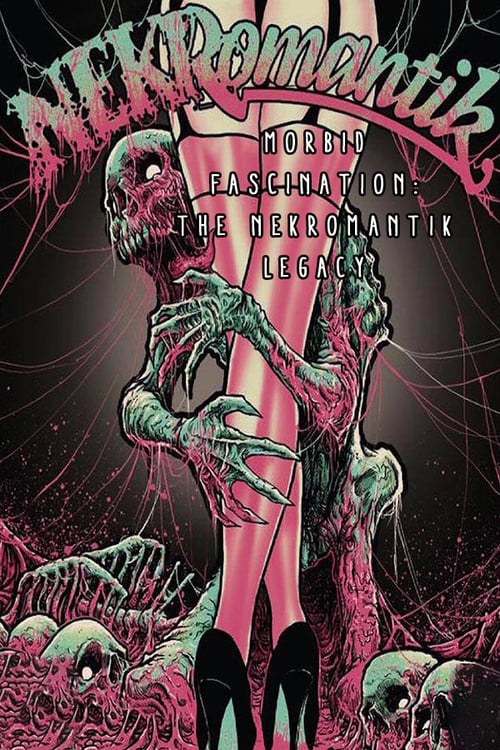 NEKRomantik
MORBID
FASCINATION:
THE NEKROMANTIK
LEGACY